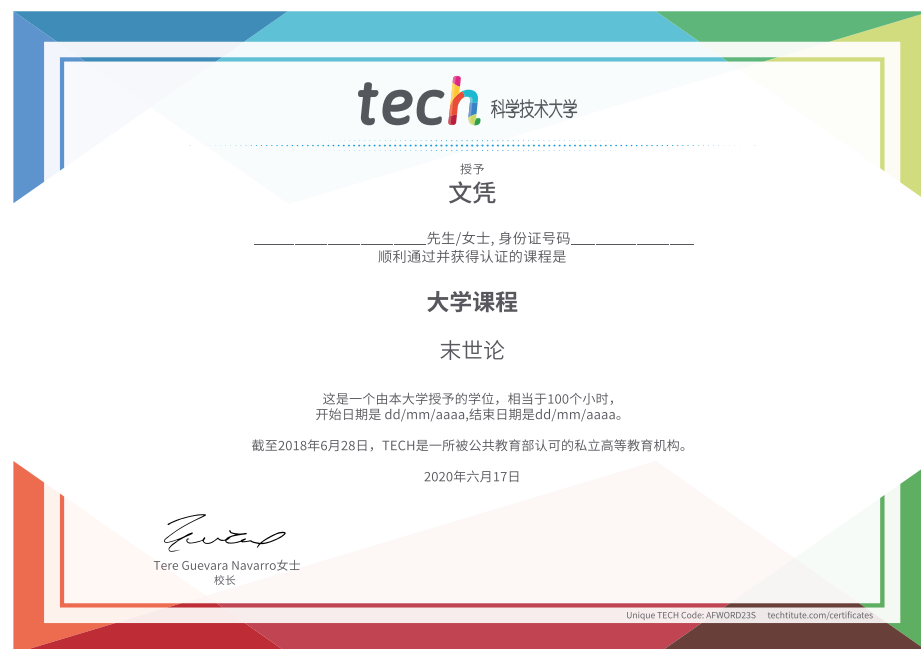 tech 科学技术大学
授予
文凭
_________________________先生/女士, 身份证号码__________________
顺利通过并获得认证的课程是
大学课程
末世论
这是一个由本大学授予的学位，相当于100个小时，
开始日期是 dd/mm/aaaa,结束日期是dd/mm/aaaa。
截至2018年6月28日，TECH是一所被公共教育部认可的私立高等教育机构。
2020年六月17日
Tere Guevara Navarro女士
校长
Unique TECH Code: AFWORD23S techtitute.com/certificates